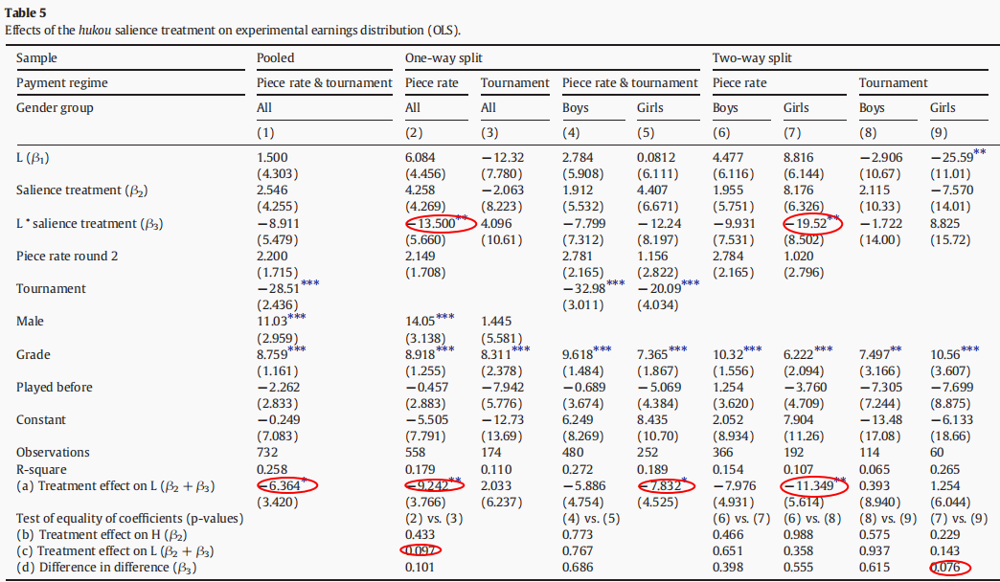 Table 5
Effects of the hukou salience treatment on experimental earnings distribution (OLS).
Sample Pooled One-way split Two-way split
Payment regime Piece rate & tournament Piece rate Tournament Piece rate & tournament Piece rate Tournament
Gender group All All All Boys Girls Boys Girls Boys Girls
(1) (2) (3) (4) (5) (6) (7) (8) (9)
L (β1) 1.500 6.084 −12.32 2.784 0.0812 4.477 8.816 −2.906 −25.59**
(4.303) (4.456) (7.780) (5.908) (6.111) (6.116) (6.144) (10.67) (11.01)
Salience treatment (β2) 2.546 4.258 −2.063 1.912 4.407 1.955 8.176 2.115 −7.570
(4.255) (4.269) (8.223) (5.532) (6.671) (5.751) (6.326) (10.33) (14.01)
L * salience treatment (β3) −8.911 −13.500** 4.096 −7.799 −12.24 −9.931 −19.52** −1.722 8.825
(5.479) (5.660) (10.61) (7.312) (8.197) (7.531) (8.502) (14.00) (15.72)
Piece rate round 2 2.200 2.149 2.781 1.156 2.784 1.020
(1.715) (1.708) (2.165) (2.822) (2.165) (2.796)
Tournament −28.51*** −32.98*** −20.09***
(2.436) (3.011) (4.034)
Male 11.03*** 14.05*** 1.445
(2.959) (3.138) (5.581)
Grade 8.759*** 8.918*** 8.311*** 9.618*** 7.365*** 10.32*** 6.222*** 7.497** 10.56***
(1.161) (1.255) (2.378) (1.484) (1.867) (1.556) (2.094) (3.166) (3.607)
Played before −2.262 −0.457 −7.942 −0.689 −5.069 1.254 −3.760 −7.305 −7.699
(2.833) (2.883) (5.776) (3.674) (4.384) (3.620) (4.709) (7.244) (8.875)
Constant −0.249 −5.505 −12.73 6.249 8.435 2.052 7.904 −13.48 −6.133
(7.083) (7.791) (13.69) (8.269) (10.70) (8.934) (11.26) (17.08) (18.66)
Observations 732 558 174 480 252 366 192 114 60
R-square 0.258 0.179 0.110 0.272 0.189 0.154 0.107 0.065 0.265
(a) Treatment effect on L (β2 + β3) −6.364* −9.242** 2.033 −5.886 −7.832* −7.976 −11.349** 0.393 1.254
(3.420) (3.766) (6.237) (4.754) (4.525) (4.931) (5.614) (8.940) (6.044)
Test of equality of coefficients (p-values) (2) vs. (3) (4) vs. (5) (6) vs. (7) (6) vs. (8) (8) vs. (9) (7) vs. (9)
(b) Treatment effect on H (β2) 0.433 0.773 0.466 0.988 0.575 0.229
(c) Treatment effect on L (β2 + β3) 0.097 0.767 0.651 0.358 0.937 0.143
(d) Difference in difference (β3) 0.101 0.686 0.398 0.555 0.615 0.076